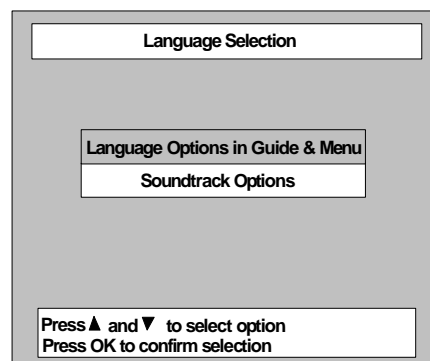 Language Selection
Language Options in Guide & Menu
Soundtrack Options
Press ▲ and ▼ to select option
Press OK to confirm selection